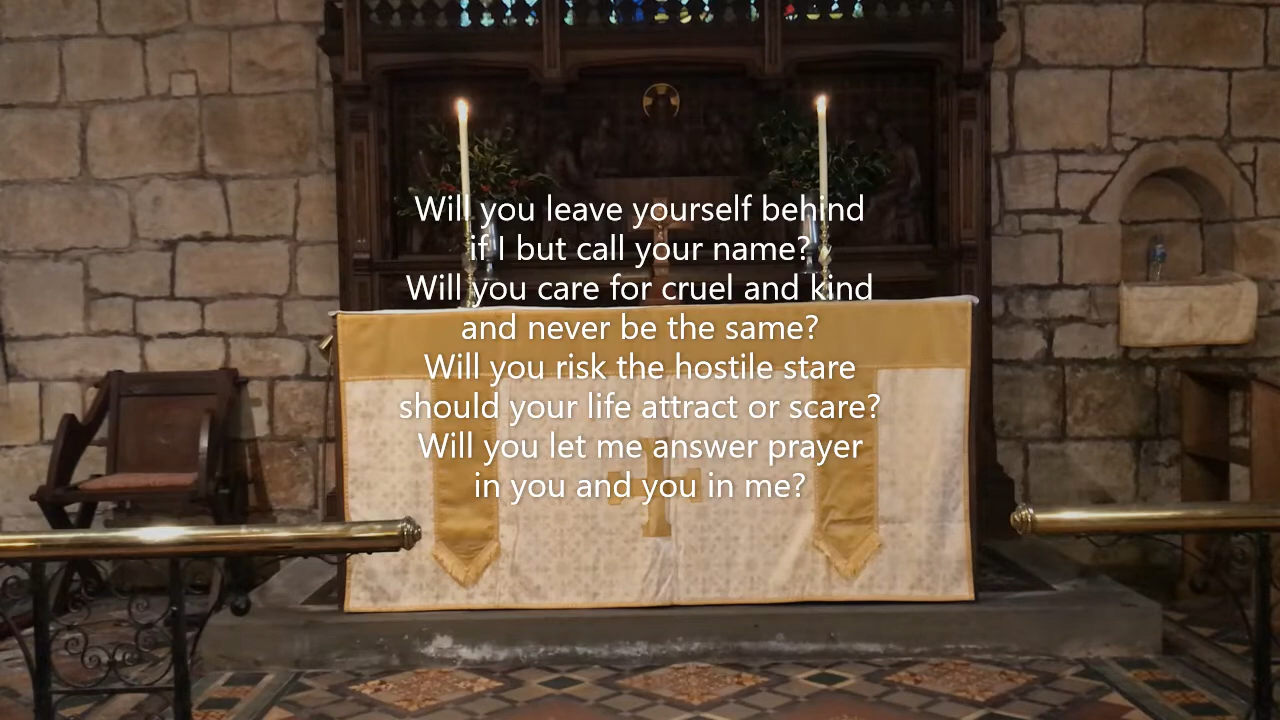 Will you leave yourself behind
if I but call your name?
Will you care for cruel and kind
and never be the same?
Will you risk the hostile stare
should your life attract or scare?
Will you let me answer prayer
in you and you in me?